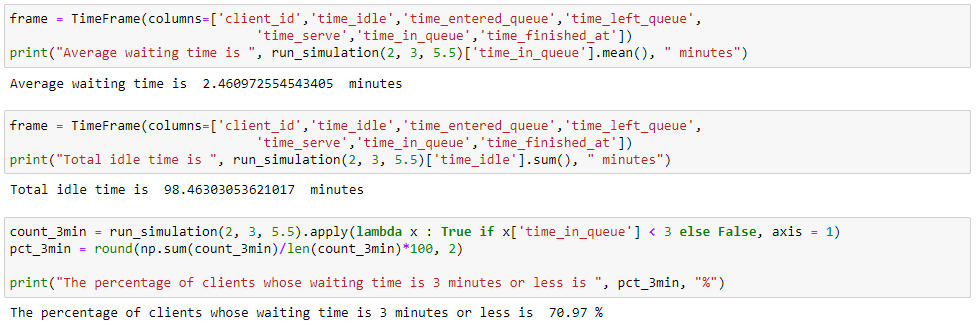 frame = TimeFrame(columns=['client_id','time_idle','time_entered_queue','time_left_queue',
'time_serve','time_in_queue','time_finished_at'])
print("Average waiting time is ", run_simulation(2, 3, 5.5)['time_in_queue'].mean(), " minutes")
Average waiting time is  2.460972554543405  minutes
frame = TimeFrame(columns=['client_id','time_idle','time_entered_queue','time_left_queue',
'time_serve','time_in_queue','time_finished_at'])
print("Total idle time is ", run_simulation(2, 3, 5.5)['time_idle'].sum(), " minutes")
Total idle time is  98.46303053621017  minutes
count_3min = run_simulation(2, 3, 5.5).apply(lambda x : True if x['time_in_queue'] < 3 else False, axis = 1)
pct_3min = round(np.sum(count_3min)/len(count_3min)*100, 2)
print("The percentage of clients whose waiting time is 3 minutes or less is ", pct_3min, "%")
The percentage of clients whose waiting time is 3 minutes or less is  70.97 %